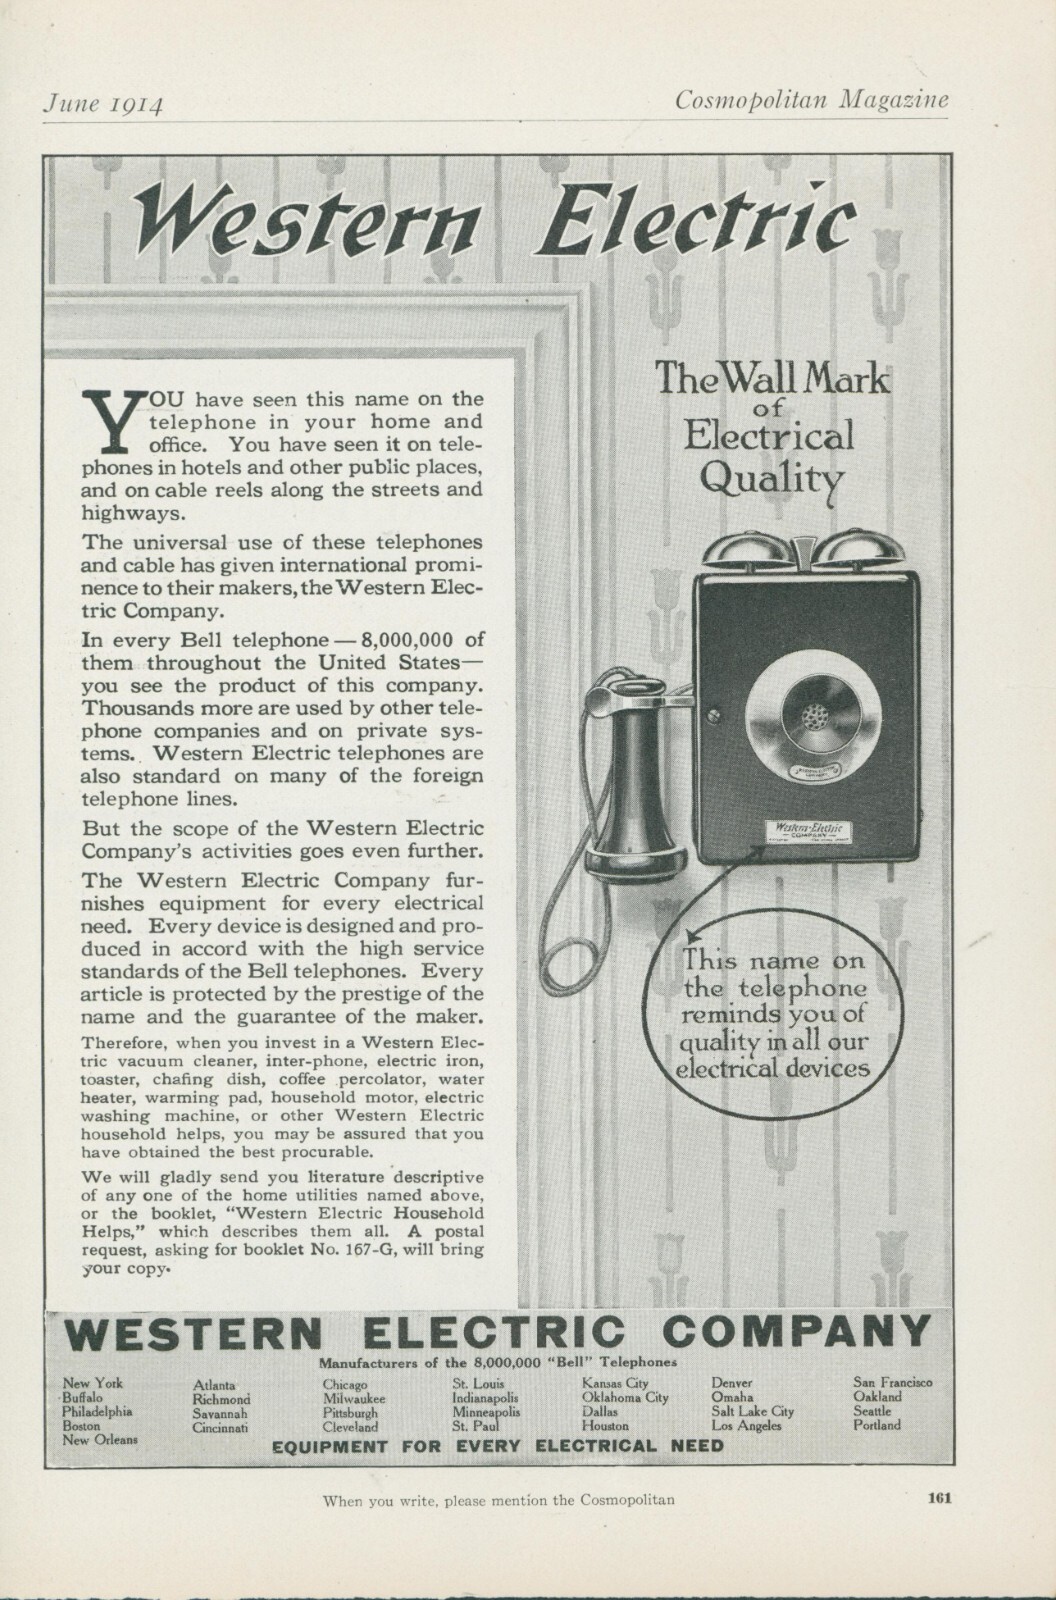 June 1914
Cosmopolitan Magazine
Western Electric
YOU have seen this name on the
telephone in your home and
office. You have seen it on tele-
phones in hotels and other public places,
and on cable reels along the streets and
highways.
The universal use of these telephones
and cable has given international promi-
nence to their makers, the Western Elec-
tric Company.
In every Bell telephone — 8,000,000 of
them throughout the United States—
you see the product of this company.
Thousands more are used by other tele-
phone companies and on private sys-
tems. Western Electric telephones are
also standard on many of the foreign
telephone lines.
But the scope of the Western Electric
Company's activities goes even further.
The Western Electric Company fur-
nishes equipment for every electrical
need. Every device is designed and pro-
duced in accord with the high service
standards of the Bell telephones. Every
article is protected by the prestige of the
name and the guarantee of the maker.
Therefore, when you invest in a Western Elec-
tric vacuum cleaner, inter-phone, electric iron,
toaster, chafing dish, coffee percolator, water
heater, warming pad, household motor, electric
washing machine, or other Western Electric
household helps, you may be assured that you
have obtained the best procurable.
We will gladly send you literature descriptive
of any one of the home utilities named above,
or the booklet, "Western Electric Household
Helps," which describes them all. A postal
request, asking for booklet No. 167-G, will bring
your copy.
The Wall Mark
of
Electrical
Quality
Western Electric
COMPANY
This name on
the telephone
reminds you of
quality in all our
electrical devices
WESTERN ELECTRIC COMPANY
Manufacturers of the 8,000,000 "Bell" Telephones
New York
Buffalo
Philadelphia
Boston
New Orleans
Atlanta
Richmond
Savannah
Cincinnati
Chicago
Milwaukee
Pittsburgh
Cleveland
St. Louis
Indianapolis
Minneapolis
St. Paul
Kansas City
Oklahoma City
Dallas
Houston
Denver
Omaha
Salt Lake City
Los Angeles
San Francisco
Oakland
Seattle
Portland
EQUIPMENT FOR EVERY ELECTRICAL NEED
When you write, please mention the Cosmopolitan
161